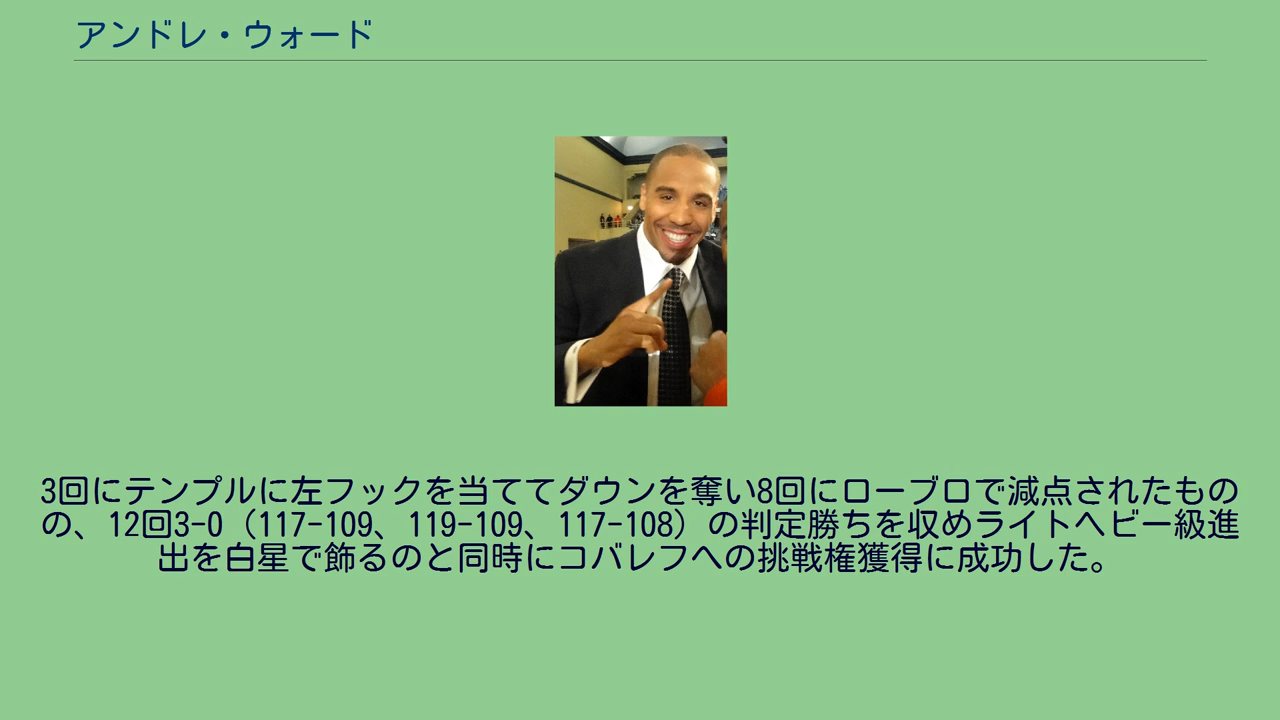 アンドレ・ウォード
3回にテンプルに左フックを当ててダウンを奪い8回にローブロで減点されたもの
の、12回3-0（117-109、119-109、117-108）の判定勝ちを収めライトヘビー級進
出を白星で飾るのと同時にコバレフへの挑戦権獲得に成功した。